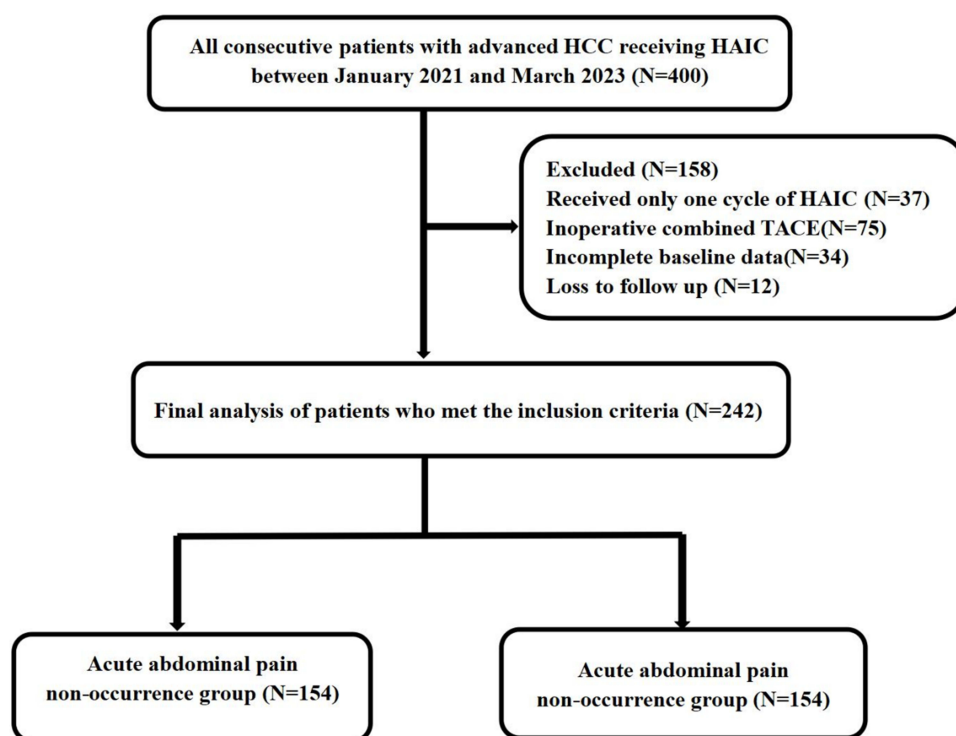 All consecutive patients with advanced HCC receiving HAIC
between January 2021 and March 2023 (N=400)
Excluded (N=158)
Received only one cycle of HAIC (N=37)
Inoperative combined TACE(N=75)
Incomplete baseline data(N=34)
Loss to follow up (N=12)
Final analysis of patients who met the inclusion criteria (N=242)
Acute abdominal pain
non-occurrence group (N=154)
Acute abdominal pain
non-occurrence group (N=154)